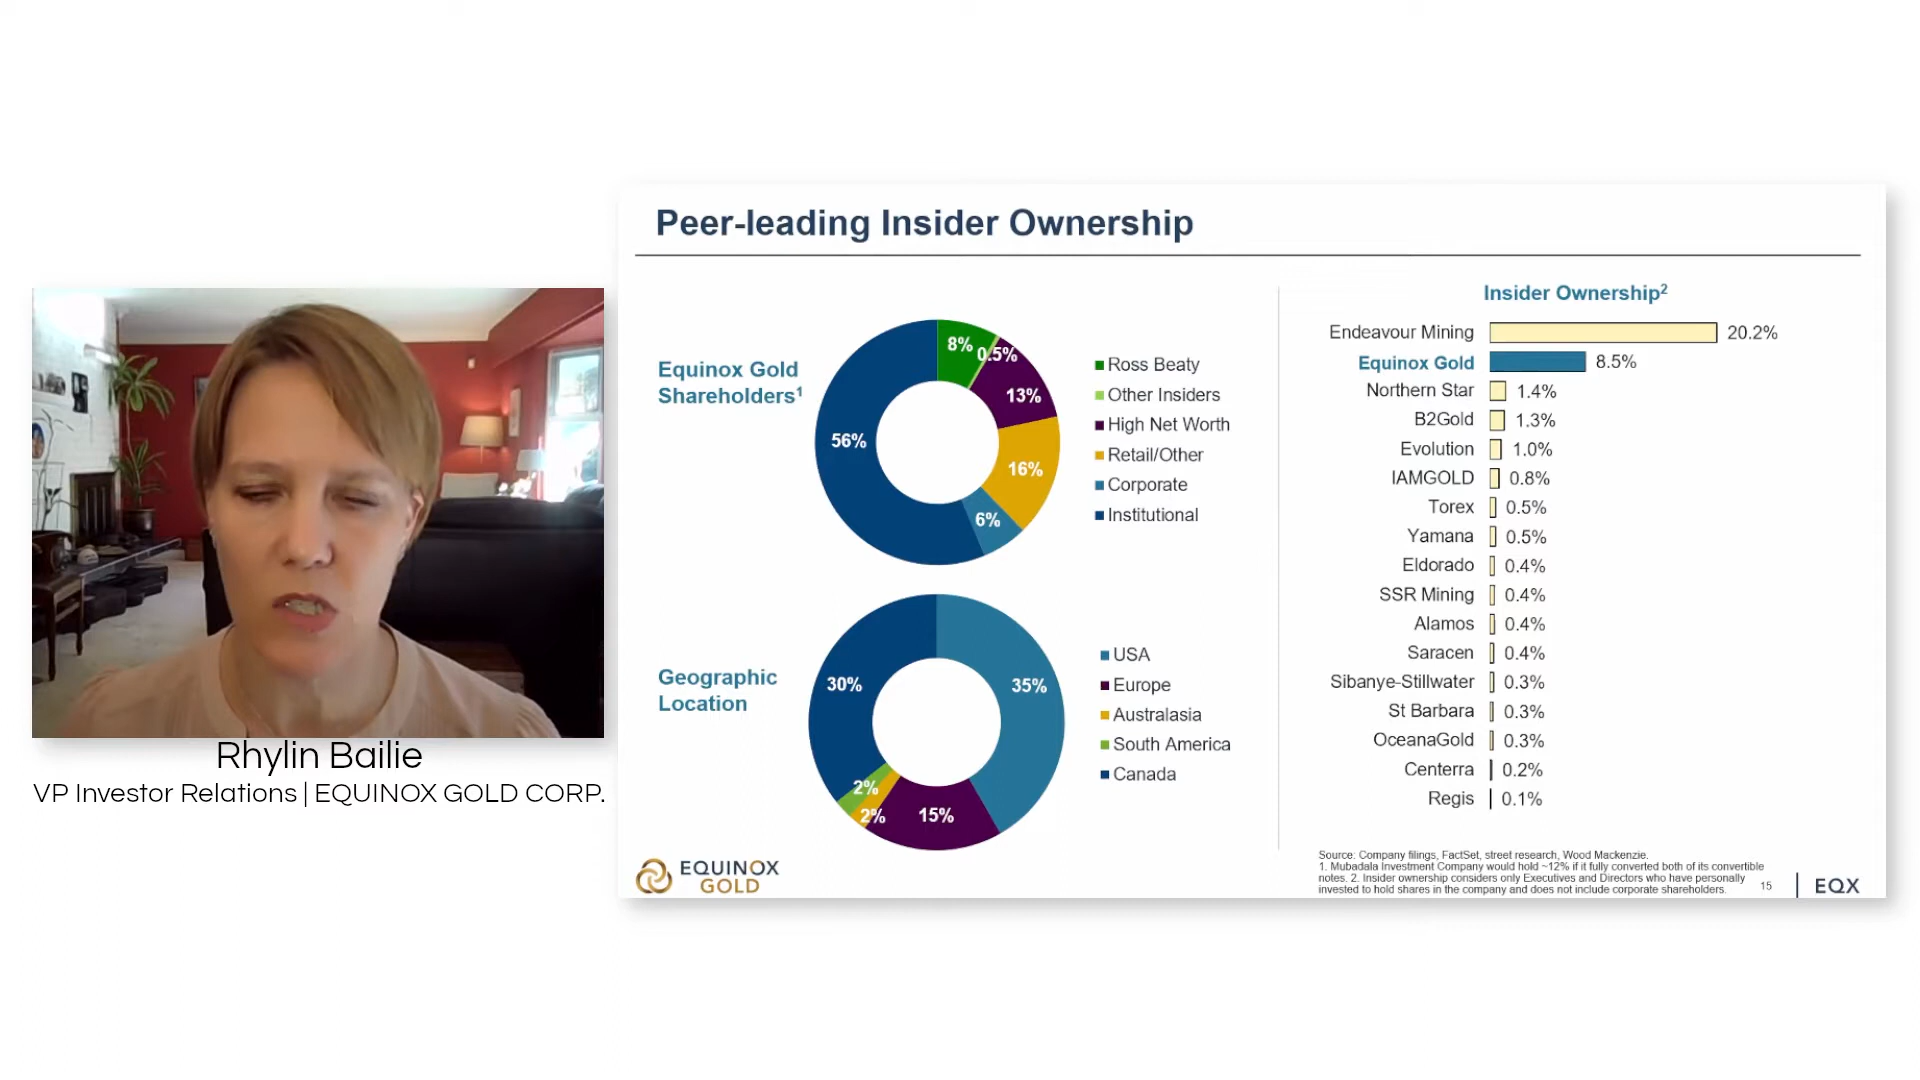 Peer-leading Insider Ownership
Equinox Gold
Shareholders¹
8%
0.5%
13%
16%
6%
56%
Ross Beaty
Other Insiders
High Net Worth
Retail/Other
Corporate
Institutional
Geographic
Location
35%
15%
2%
2%
30%
USA
Europe
Australasia
South America
Canada
Insider Ownership²
Endeavour Mining 20.2%
Equinox Gold 8.5%
Northern Star 1.4%
B2Gold 1.3%
Evolution 1.0%
IAMGOLD 0.8%
Torex 0.5%
Yamana 0.5%
Eldorado 0.4%
SSR Mining 0.4%
Alamos 0.4%
Saracen 0.4%
Sibanye-Stillwater 0.3%
St Barbara 0.3%
OceanaGold 0.3%
Centerra 0.2%
Regis 0.1%
Source: Company filings, FactSet, street research, Wood Mackenzie.
1. Mubadala Investment Company would hold ~12% if it fully converted both of its convertible
notes. 2. Insider ownership considers only Executives and Directors who have personally
invested to hold shares in the company and does not include corporate shareholders.
15
EQX
EQUINOX
GOLD
Rhylin Bailie
VP Investor Relations | EQUINOX GOLD CORP.